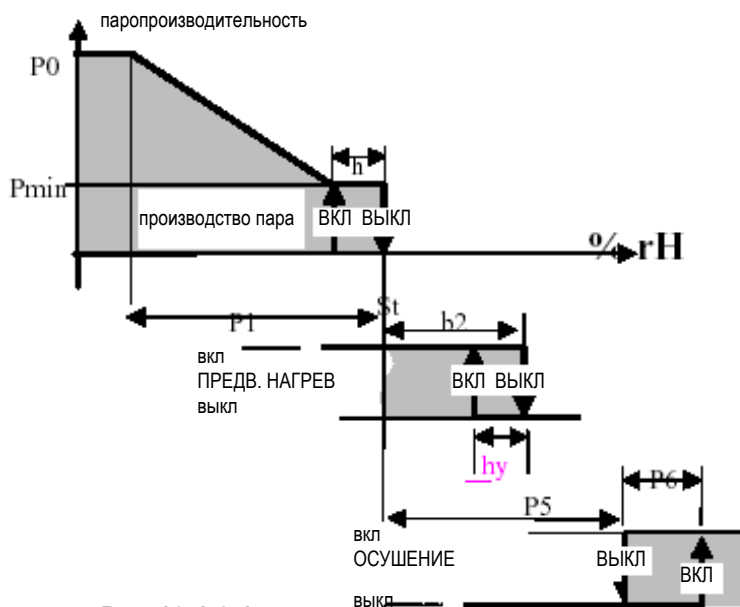 паропроизводительность
P0
h
Pmin
производство пара
ВКЛ ВЫКЛ
% rH
St
P1
b2
вкл
ПРЕДВ. НАГРЕВ
ВКЛ ВЫКЛ
выкл
hy
P6
P5
вкл
ОСУШЕНИЕ
ВЫКЛ
ВКЛ
выкл